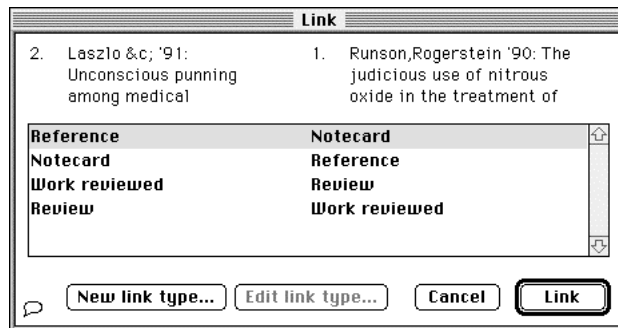 Link
2. Laszlo &c; '91: 1. Runson,Rogerstein '90: The
Unconscious punning judicious use of nitrous
among medical oxide in the treatment of
Reference Notecard
Notecard Reference
Work reviewed Review
Review Work reviewed
New link type... Edit link type... Cancel Link